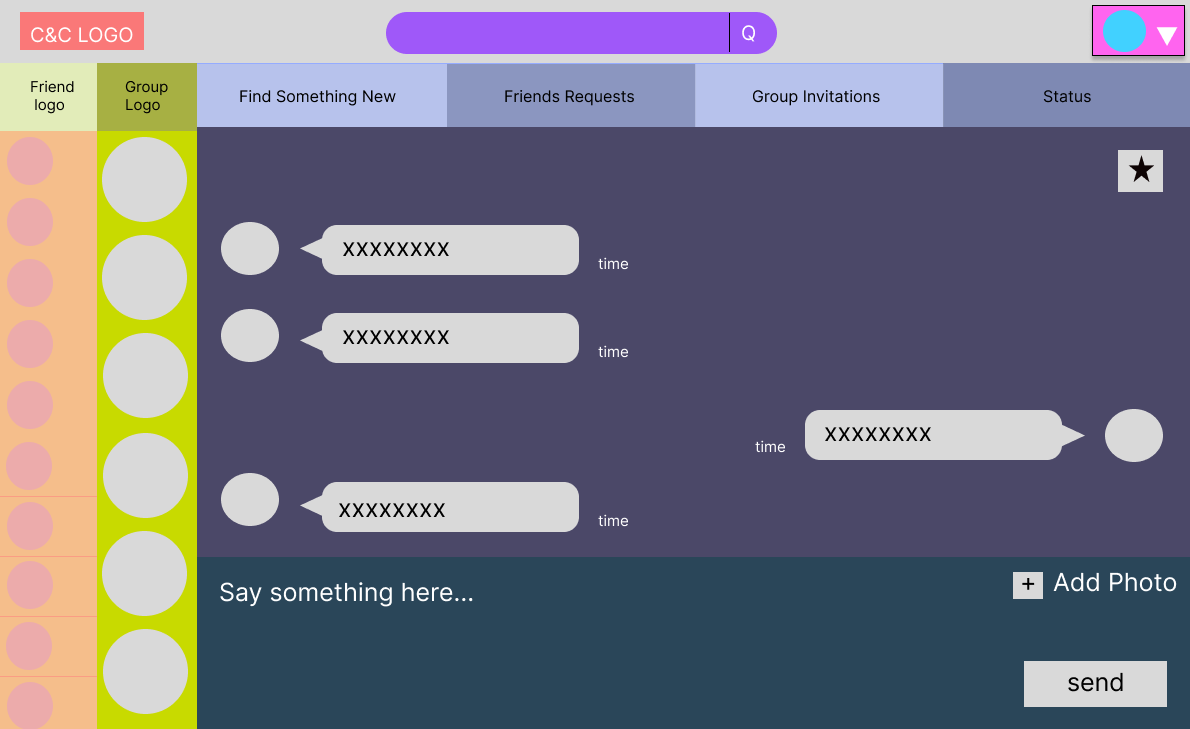 C&C LOGO
Q
Friend
logo
Group
Logo
Find Something New
Friends Requests
Group Invitations
Status
xxxxxxxx
time
xxxxxxxx
time
xxxxxxxx
time
xxxxxxxx
time
Say something here...
+ Add Photo
send